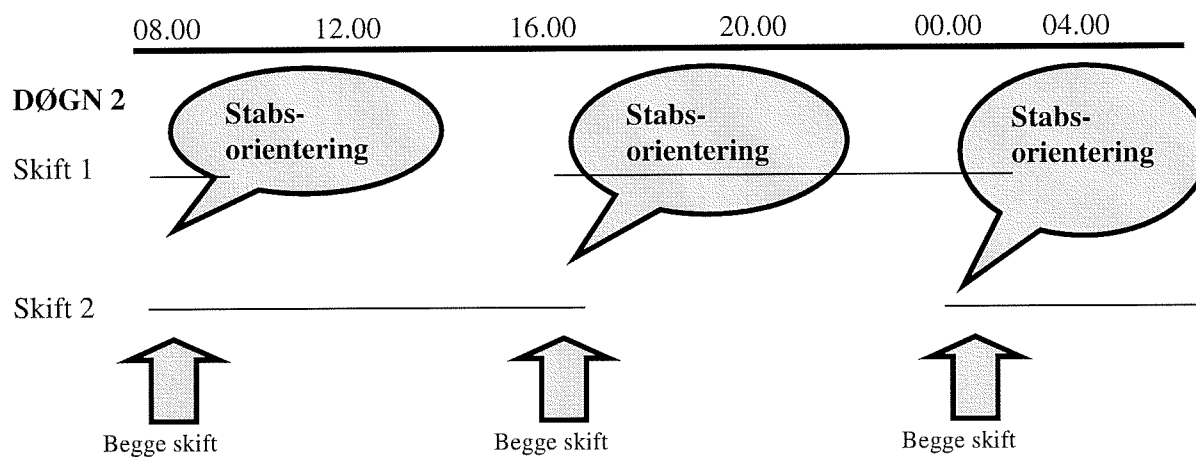 08.00 12.00 16.00 20.00 00.00 04.00
DØGN 2
Stabs-
orientering
Stabs-
orientering
Stabs-
orientering
Skift 1
Skift 2
Begge skift
Begge skift
Begge skift